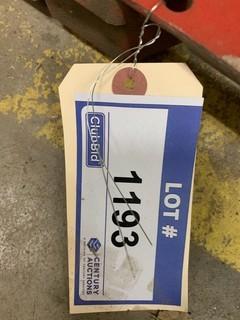 LOT #
1193
ClubBid
CENTURY
AUCTIONS